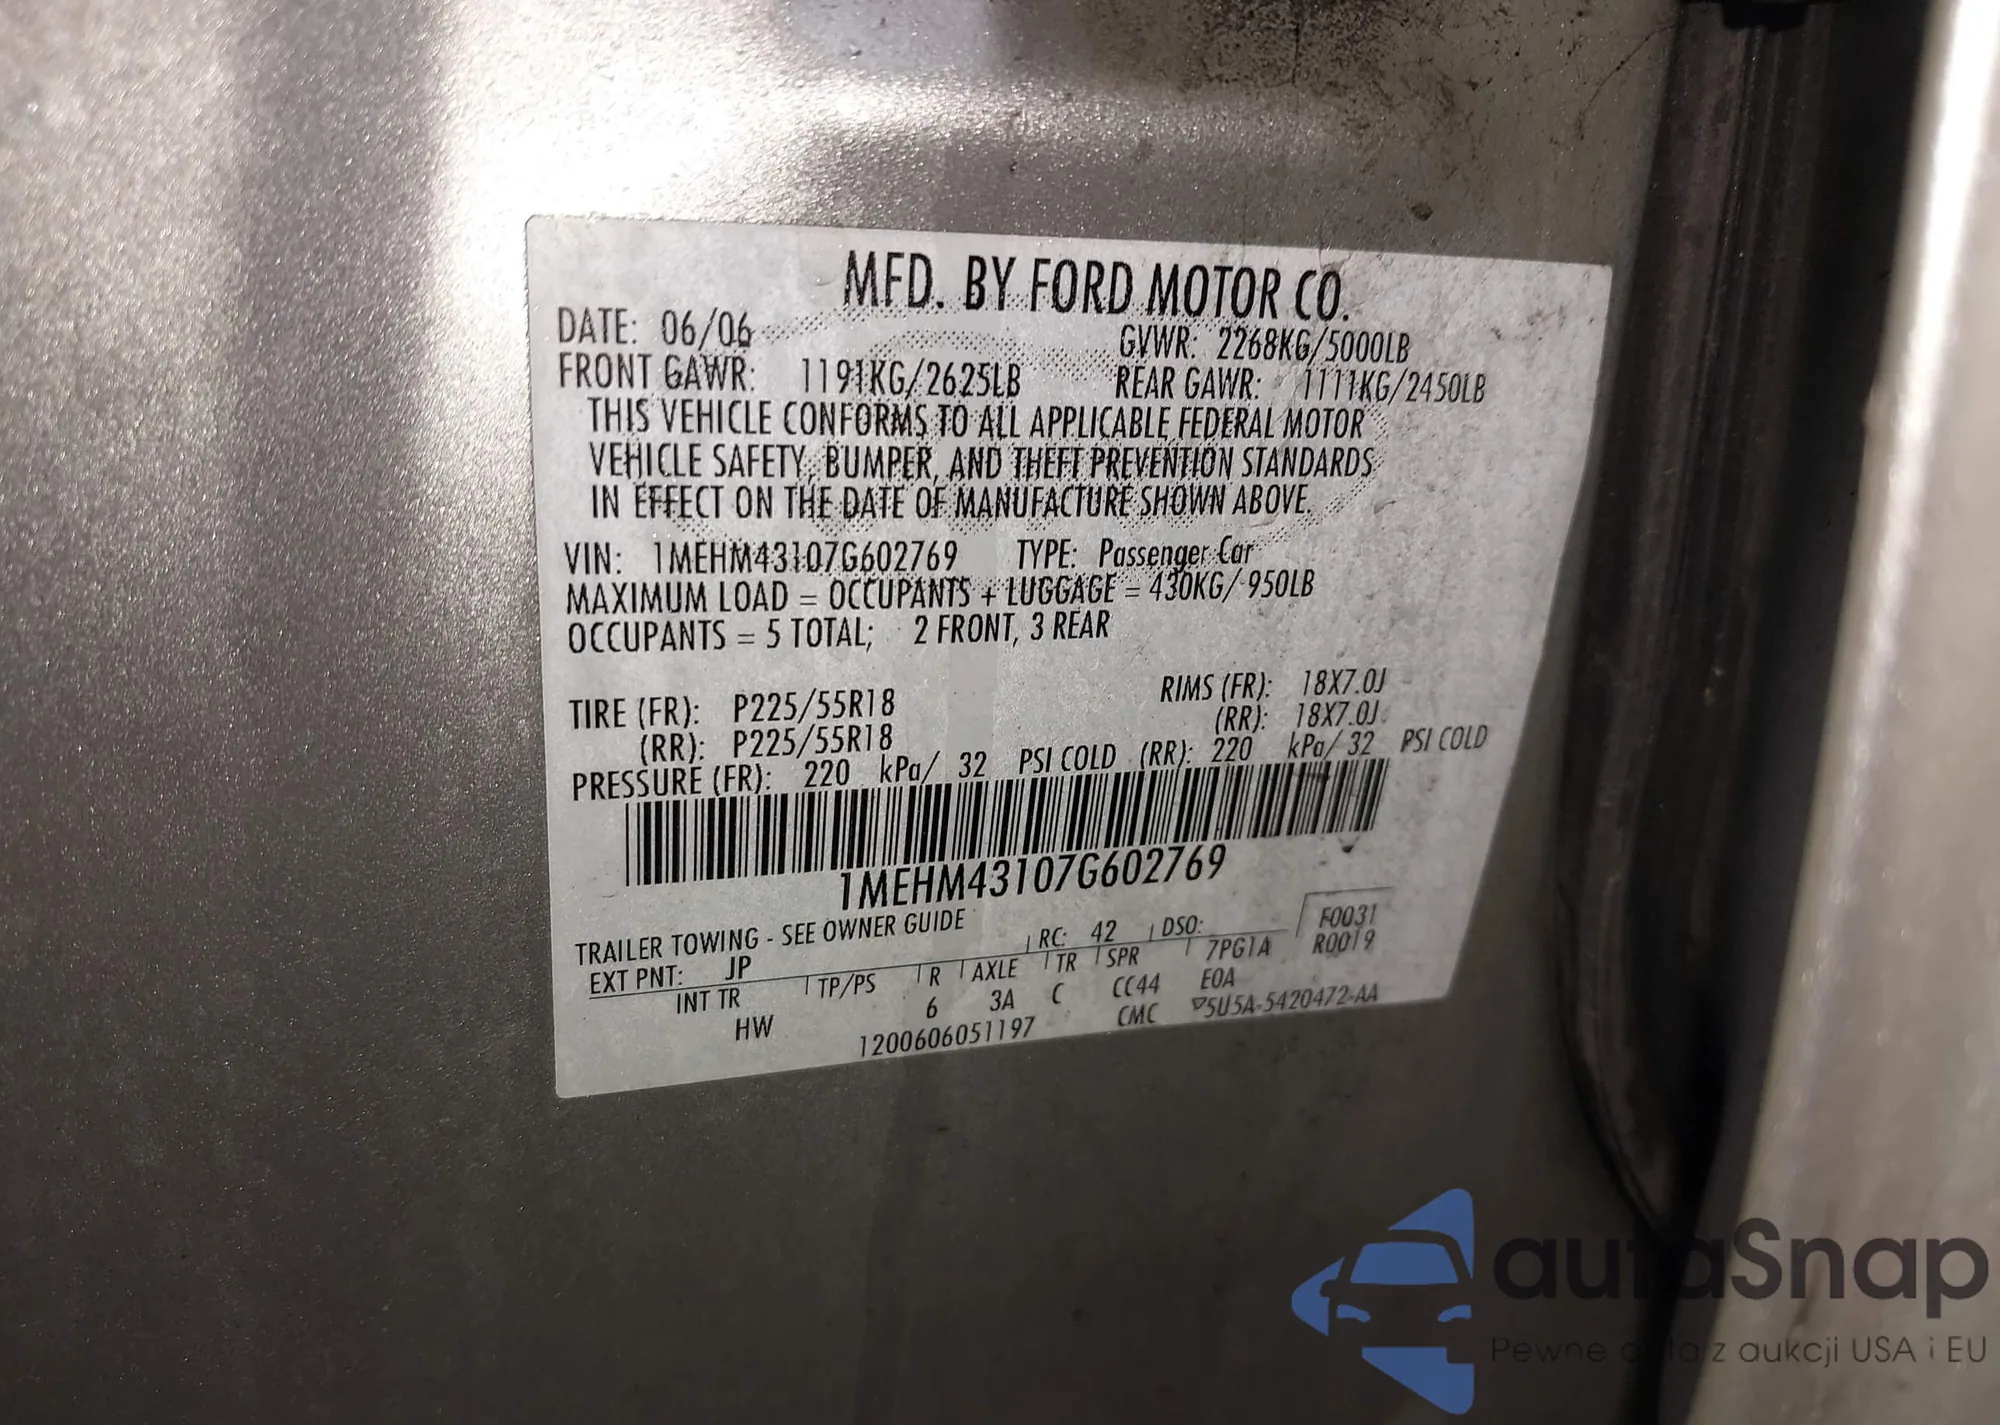 MFD. BY FORD MOTOR CO.
DATE: 06/06 GVWR: 2268KG/5000LB
FRONT GAWR: 1191KG/2625LB REAR GAWR: 1111KG/2450LB
THIS VEHICLE CONFORMS TO ALL APPLICABLE FEDERAL MOTOR
VEHICLE SAFETY, BUMPER, AND THEFT PREVENTION STANDARDS
IN EFFECT ON THE DATE OF MANUFACTURE SHOWN ABOVE.
VIN: 1MEHM43107G602769 TYPE: Passenger Car
MAXIMUM LOAD = OCCUPANTS + LUGGAGE = 430KG/ 950LB
OCCUPANTS = 5 TOTAL; 2 FRONT, 3 REAR
TIRE (FR): P225/55R18 RIMS (FR): 18X7.0J
(RR): P225/55R18 (RR): 18X7.0J
PRESSURE (FR): 220 kPa/ 32 PSI COLD (RR): 220 kPa/ 32 PSI COLD
1MEHM43107G602769
TRAILER TOWING - SEE OWNER GUIDE F0031
EXT PNT: JP RC: 42 DSO: R0019
INT TR TP/PS R AXLE TR SPR 7PG1A
HW 6 3A C CC44 E0A
1200606051197 CMC ▽5U5A-5420472-AA
autoSnap
Pewne auta z aukcji USA i EU